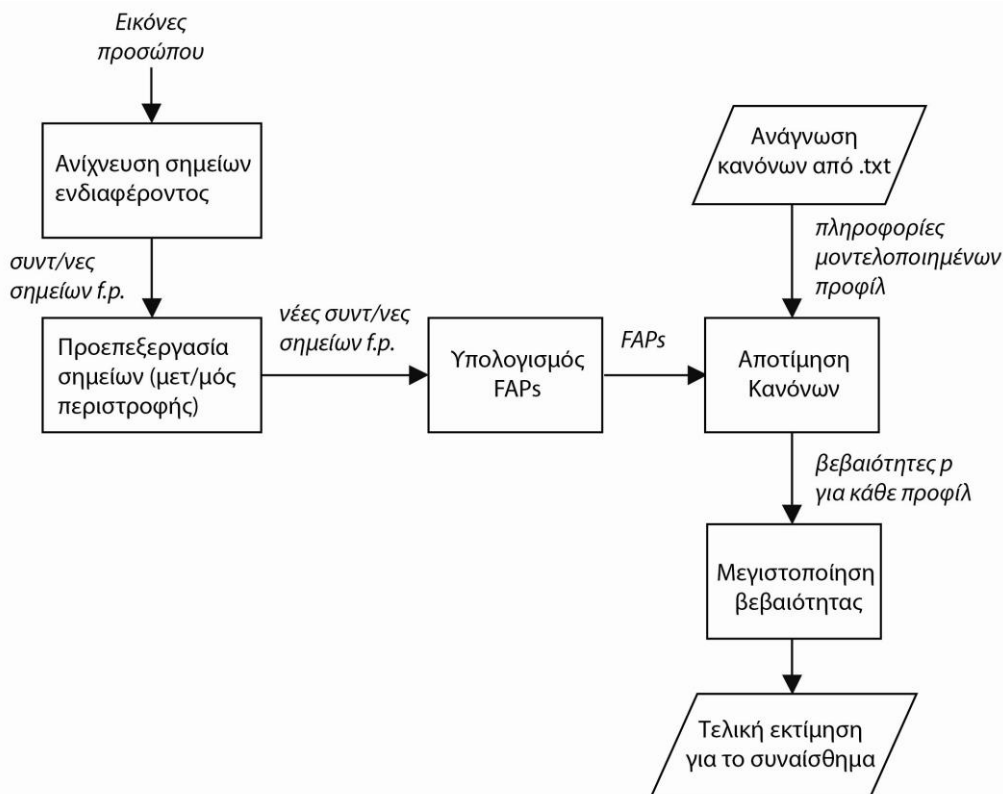 Εικόνες
προσώπου
Ανίχνευση σημείων
ενδιαφέροντος
συντ/νες
σημείων f.p.
Προεπεξεργασία
σημείων (μετ/μός
περιστροφής)
νέές συντ/νες
σημείων f.p.
Υπολογισμός
FAPs
FAPs
Ανάγνωση
κανόνων από .txt
πληροφορίες
μοντελοποιημένων
προφίλ
Αποτίμηση
Κανόνων
βεβαιότητες p
για κάθε προφίλ
Μεγιστοποίηση
βεβαιότητας
Τελική εκτίμηση
για το συναίσθημα